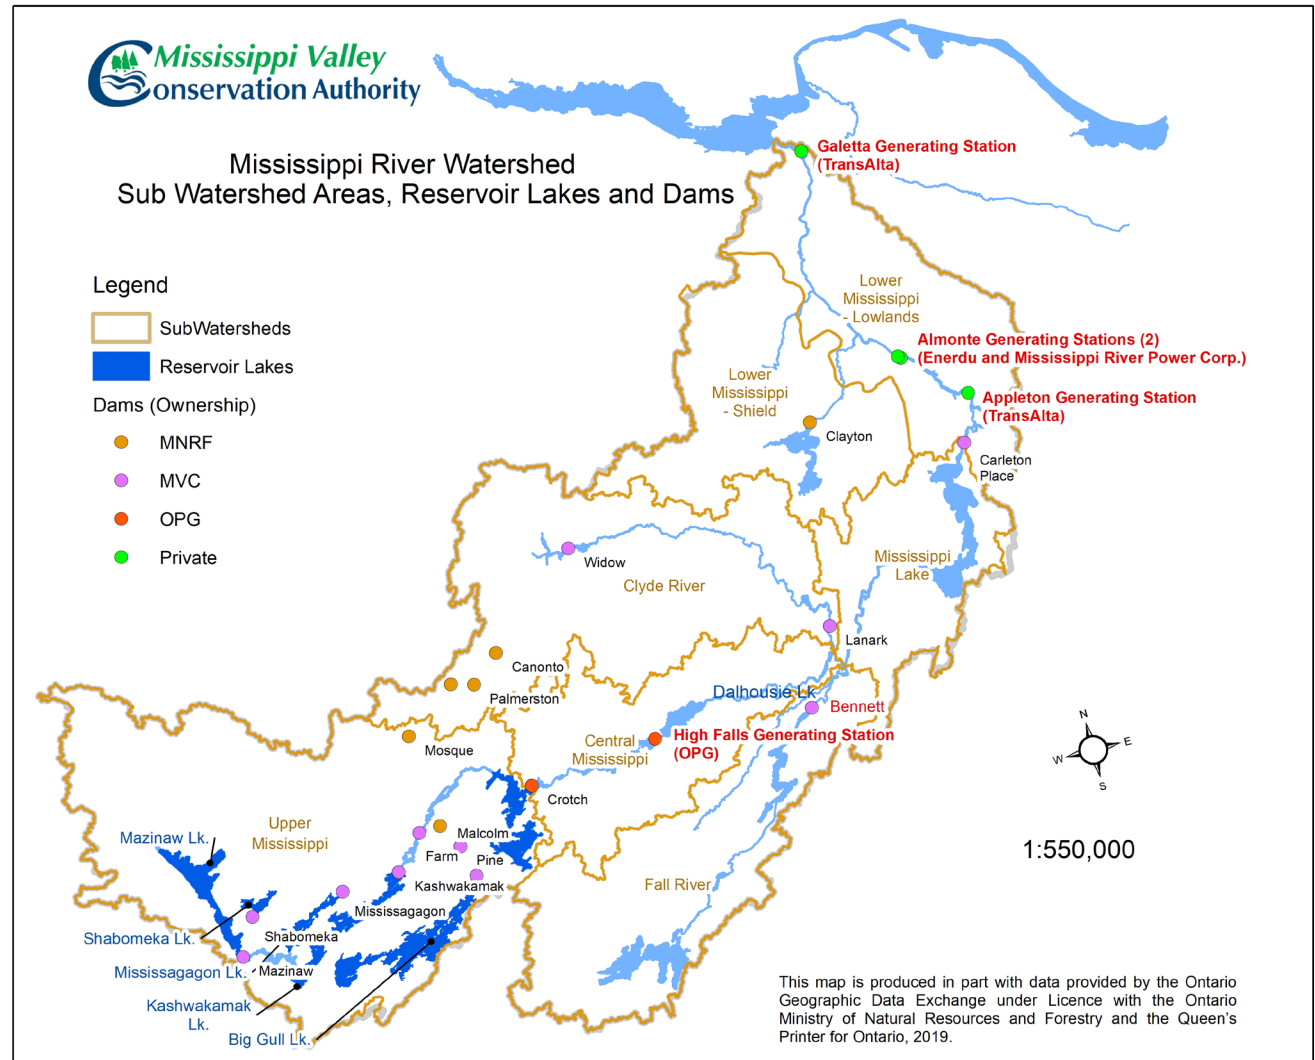 Mississippi Valley
Conservation Authority
Mississippi River Watershed
Sub Watershed Areas, Reservoir Lakes and Dams
Legend
SubWatersheds
Reservoir Lakes
Dams (Ownership)
MNRF
MVC
OPG
Private
Galetta Generating Station
(TransAlta)
Lower
Mississippi
- Lowlands
Almonte Generating Stations (2)
(Enerdu and Mississippi River Power Corp.)
Lower
Mississippi
- Shield
Appleton Generating Station
(TransAlta)
Clayton
Carleton
Place
Widow
Clyde River
Mississippi
Lake
Lanark
Canonto
Palmerston
Dalhousie Lk
Bennett
Mosque
Central
Mississippi
High Falls Generating Station
(OPG)
Crotch
Upper
Mississippi
Mazinaw Lk.
Malcolm
Farm
Pine
Kashwakamak
Fall River
Mississagagon
Shabomeka Lk.
Shabomeka
Mississagagon Lk.
Mazinaw
Kashwakamak
Lk.
Big Gull Lk.
N
E
W
S
1:550,000
This map is produced in part with data provided by the Ontario
Geographic Data Exchange under Licence with the Ontario
Ministry of Natural Resources and Forestry and the Queen's
Printer for Ontario, 2019.